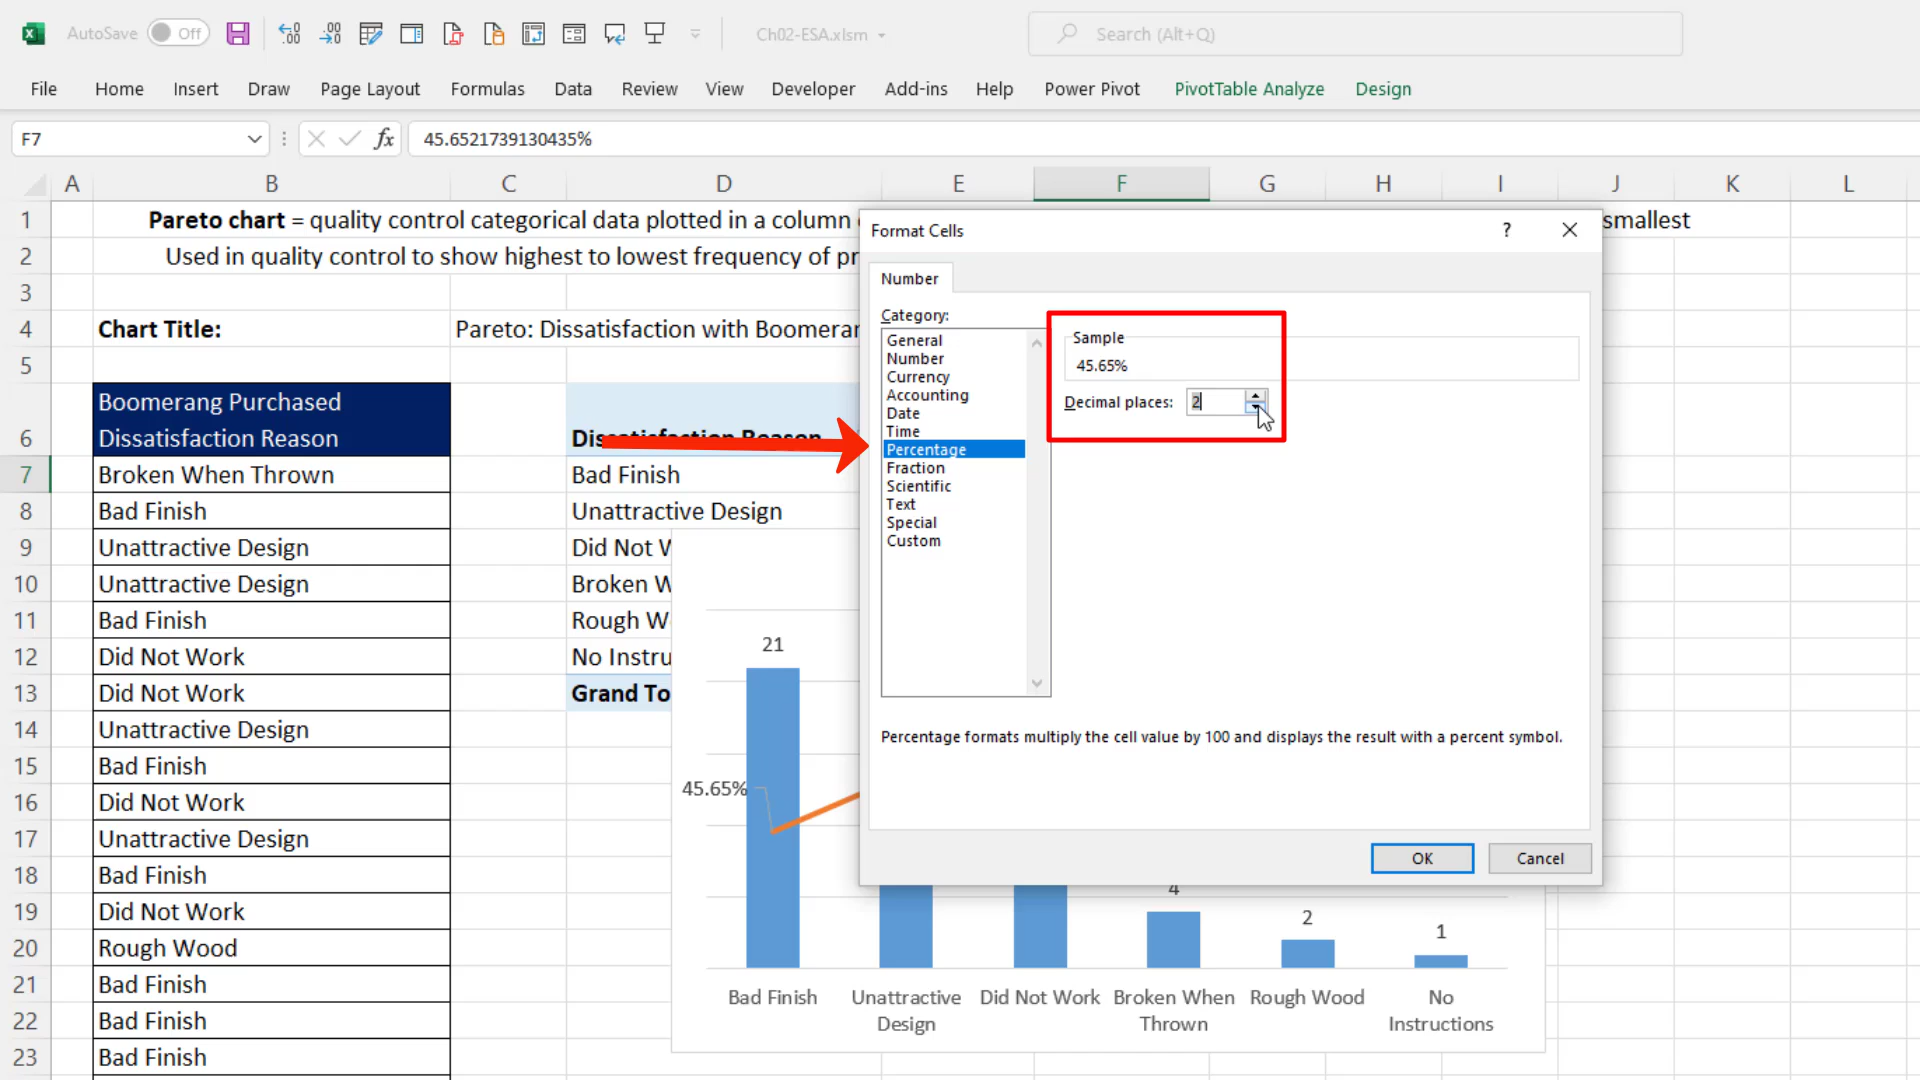 AutoSave Off Ch02-ESA.xlsm Search (Alt+Q)
File Home Insert Draw Page Layout Formulas Data Review View Developer Add-ins Help Power Pivot PivotTable Analyze Design
F7 fx 45.6521739130435%
A B C D E F G H I J K L
1 Pareto chart = quality control categorical data plotted in a column smallest
2 Used in quality control to show highest to lowest frequency of pr
3
4 Chart Title: Pareto: Dissatisfaction with Boomeran
5
Boomerang Purchased
6 Dissatisfaction Reason Dissatisfaction Reason
7 Broken When Thrown Bad Finish
8 Bad Finish Unattractive Design
9 Unattractive Design Did Not W
10 Unattractive Design Broken W
11 Bad Finish Rough W
12 Did Not Work No Instru
13 Did Not Work Grand To
14 Unattractive Design
15 Bad Finish
16 Did Not Work
17 Unattractive Design
18 Bad Finish
19 Did Not Work
20 Rough Wood
21 Bad Finish
22 Bad Finish
23 Bad Finish
Format Cells ?
Number
Category:
General
Number
Currency
Accounting
Date
Time
Percentage
Fraction
Scientific
Text
Special
Custom
Sample
45.65%
Decimal places: 2
Percentage formats multiply the cell value by 100 and displays the result with a percent symbol.
OK Cancel
21
45.65%
4
2
1
Bad Finish
Unattractive
Design
Did Not Work
Broken When
Thrown
Rough Wood
No
Instructions